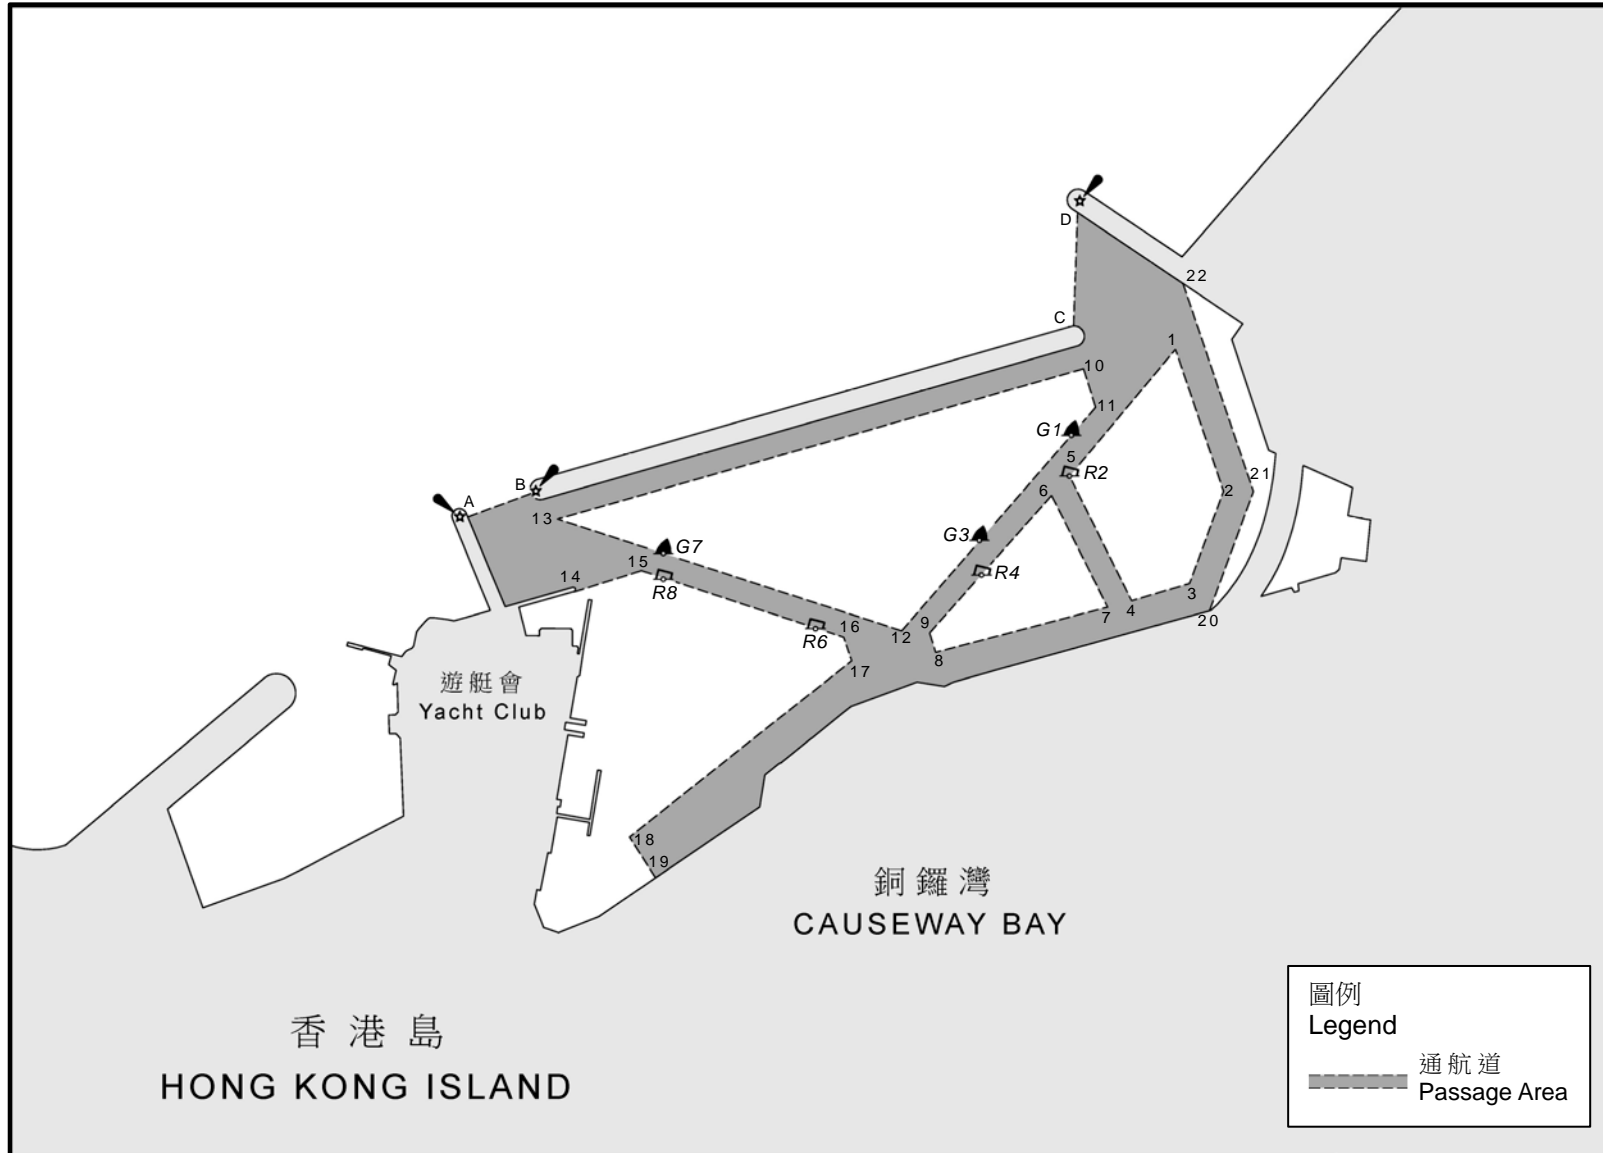 D
22
C
1
10
11
G1
5
R2
6
2
21
B
A
13
G3
G7
15
R4
14
R8
3
7
4
20
9
16
12
R6
8
17
遊艇會
Yacht Club
18
19
銅鑼灣
CAUSEWAY BAY
香港島
HONG KONG ISLAND
圖例
Legend
通航道
Passage Area